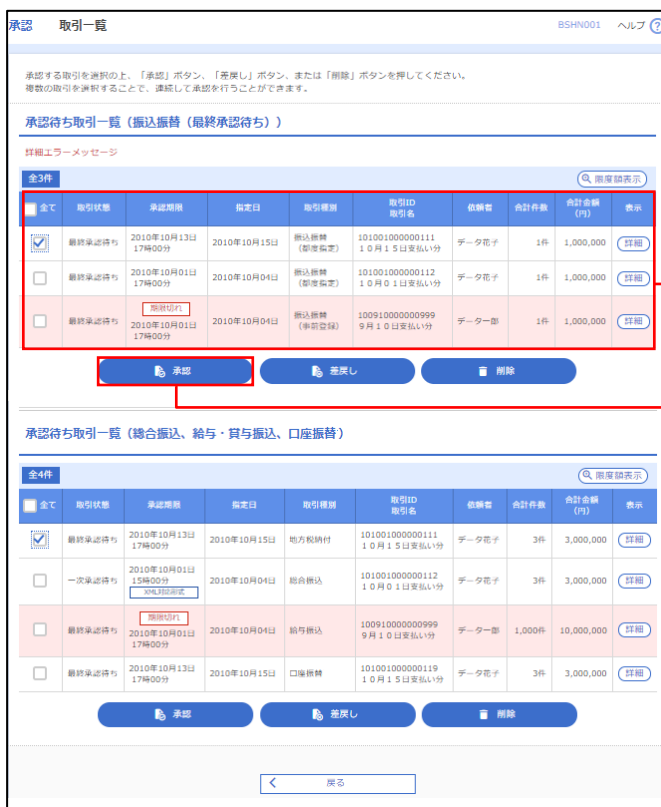 承認 取引一覧 BSHN001 ヘルプ ?
承認する取引を選択の上、「承認」ボタン、「差戻し」ボタン、または「削除」ボタンを押してください。
複数の取引を選択することで、連続して承認を行うことができます。
承認待ち取引一覧（振込振替（最終承認待ち））
詳細エラーメッセージ
全3件 限度額表示
全て 取引状態 承認期限 指定日 取引種別 取引ID 取引名 依頼者 合計件数 合計金額（円） 表示
最終承認待ち 2010年10月13日 17時00分 2010年10月15日 振込振替（都度指定） 101001000000111 １０月１５日支払い分 データ花子 1件 1,000,000 詳細
最終承認待ち 2010年10月01日 17時00分 2010年10月04日 振込振替（都度指定） 101001000000112 １０月０１日支払い分 データ花子 1件 1,000,000 詳細
最終承認待ち 期限切れ 2010年10月01日 17時00分 2010年10月04日 振込振替（事前登録） 100910000000999 ９月１０日支払い分 データ一郎 1件 1,000,000 詳細
承認 差戻し 削除
承認待ち取引一覧（総合振込、給与・賞与振込、口座振替）
全4件 限度額表示
全て 取引状態 承認期限 指定日 取引種別 取引ID 取引名 依頼者 合計件数 合計金額（円） 表示
最終承認待ち 2010年10月13日 17時00分 2010年10月15日 地方税納付 101001000000111 １０月１５日支払い分 データ花子 3件 3,000,000 詳細
一次承認待ち 2010年10月01日 15時00分 XML対応形式 2010年10月04日 総合振込 101001000000112 １０月０１日支払い分 データ花子 3件 3,000,000 詳細
最終承認待ち 期限切れ 2010年10月01日 17時00分 2010年10月04日 給与振込 100910000000999 ９月１０日支払い分 データ一郎 1,000件 10,000,000 詳細
最終承認待ち 2010年10月13日 17時00分 2010年10月15日 口座振替 101001000000119 １０月１５日支払い分 データ花子 3件 3,000,000 詳細
承認 差戻し 削除
戻る